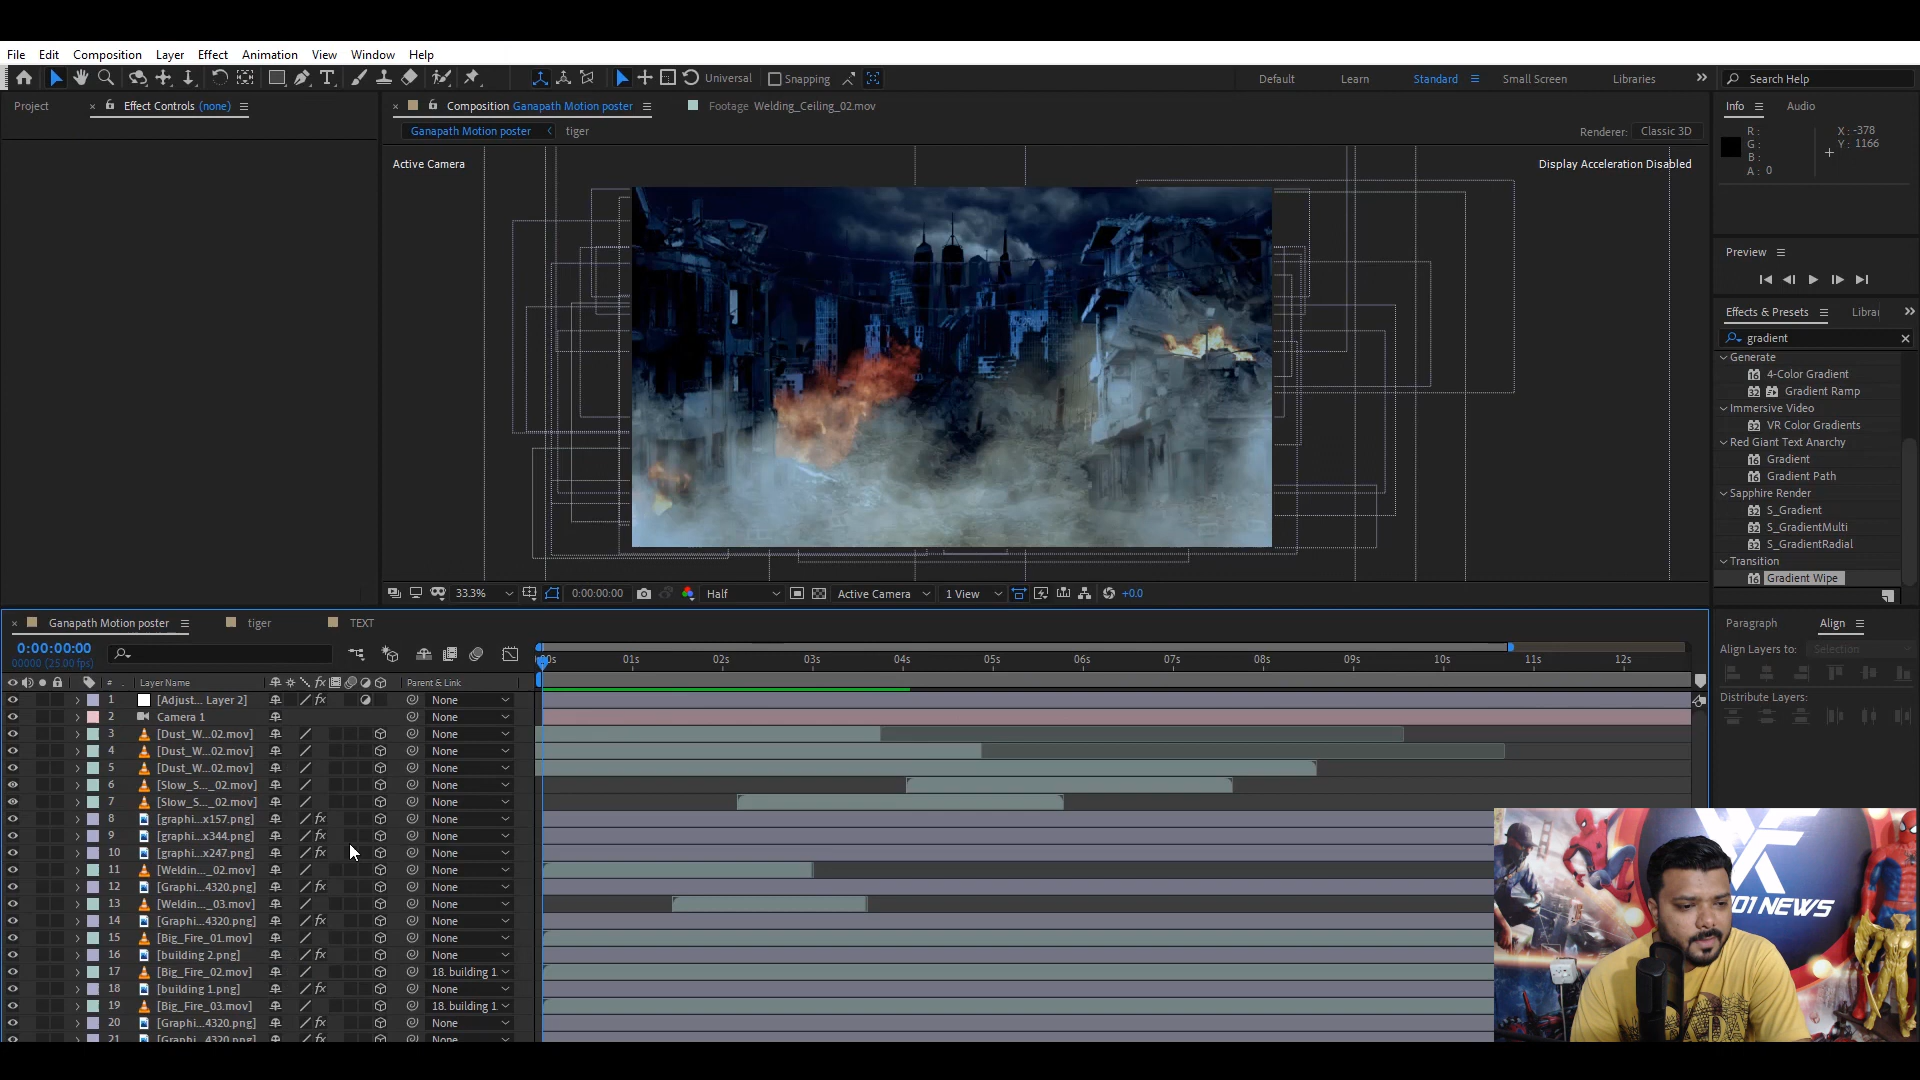 File Edit Composition Layer Effect Animation View Window Help
Universal Snapping Default Learn Standard Small Screen Libraries Search Help
Project Effect Controls (none) Composition Ganapath Motion poster Footage Welding_Ceiling_02.mov Info Audio
Ganapath Motion poster tiger Renderer: Classic 3D
R: X: -378
G: Y: 1166
B:
A: 0
Active Camera Display Acceleration Disabled
Preview
Effects & Presets Librai
gradient
Generate
4-Color Gradient
Gradient Ramp
Immersive Video
VR Color Gradients
Red Giant Text Anarchy
Gradient
Gradient Path
Sapphire Render
S_Gradient
S_GradientMulti
S_GradientRadial
Transition
Gradient Wipe
33.3% 0:00:00:00 Half Active Camera 1 View +0.0
Ganapath Motion poster tiger TEXT
Paragraph Align
0:00:00:00
00000 (25.00 fps)
:00s 01s 02s 03s 04s 05s 06s 07s 08s 09s 10s 11s 12s
Align Layers to: Selection
Distribute Layers:
# Layer Name Parent & Link
1 [Adjust... Layer 2] None
2 Camera 1 None
3 [Dust_W...02.mov] None
4 [Dust_W...02.mov] None
5 [Dust_W...02.mov] None
6 [Slow_S..._02.mov] None
7 [Slow_S..._02.mov] None
8 [graphi...x157.png] None
9 [graphi...x344.png] None
10 [graphi...x247.png] None
11 [Weldin..._02.mov] None
12 [Graphi...4320.png] None
13 [Weldin..._03.mov] None
14 [Graphi...4320.png] None
15 [Big_Fire_01.mov] None
16 [building 2.png] None
17 [Big_Fire_02.mov] 18. building 1.
18 [building 1.png] None
19 [Big_Fire_03.mov] 18. building 1.
20 [Graphi...4320.png] None
21 [Graphi...4320.png] None
01 NEWS